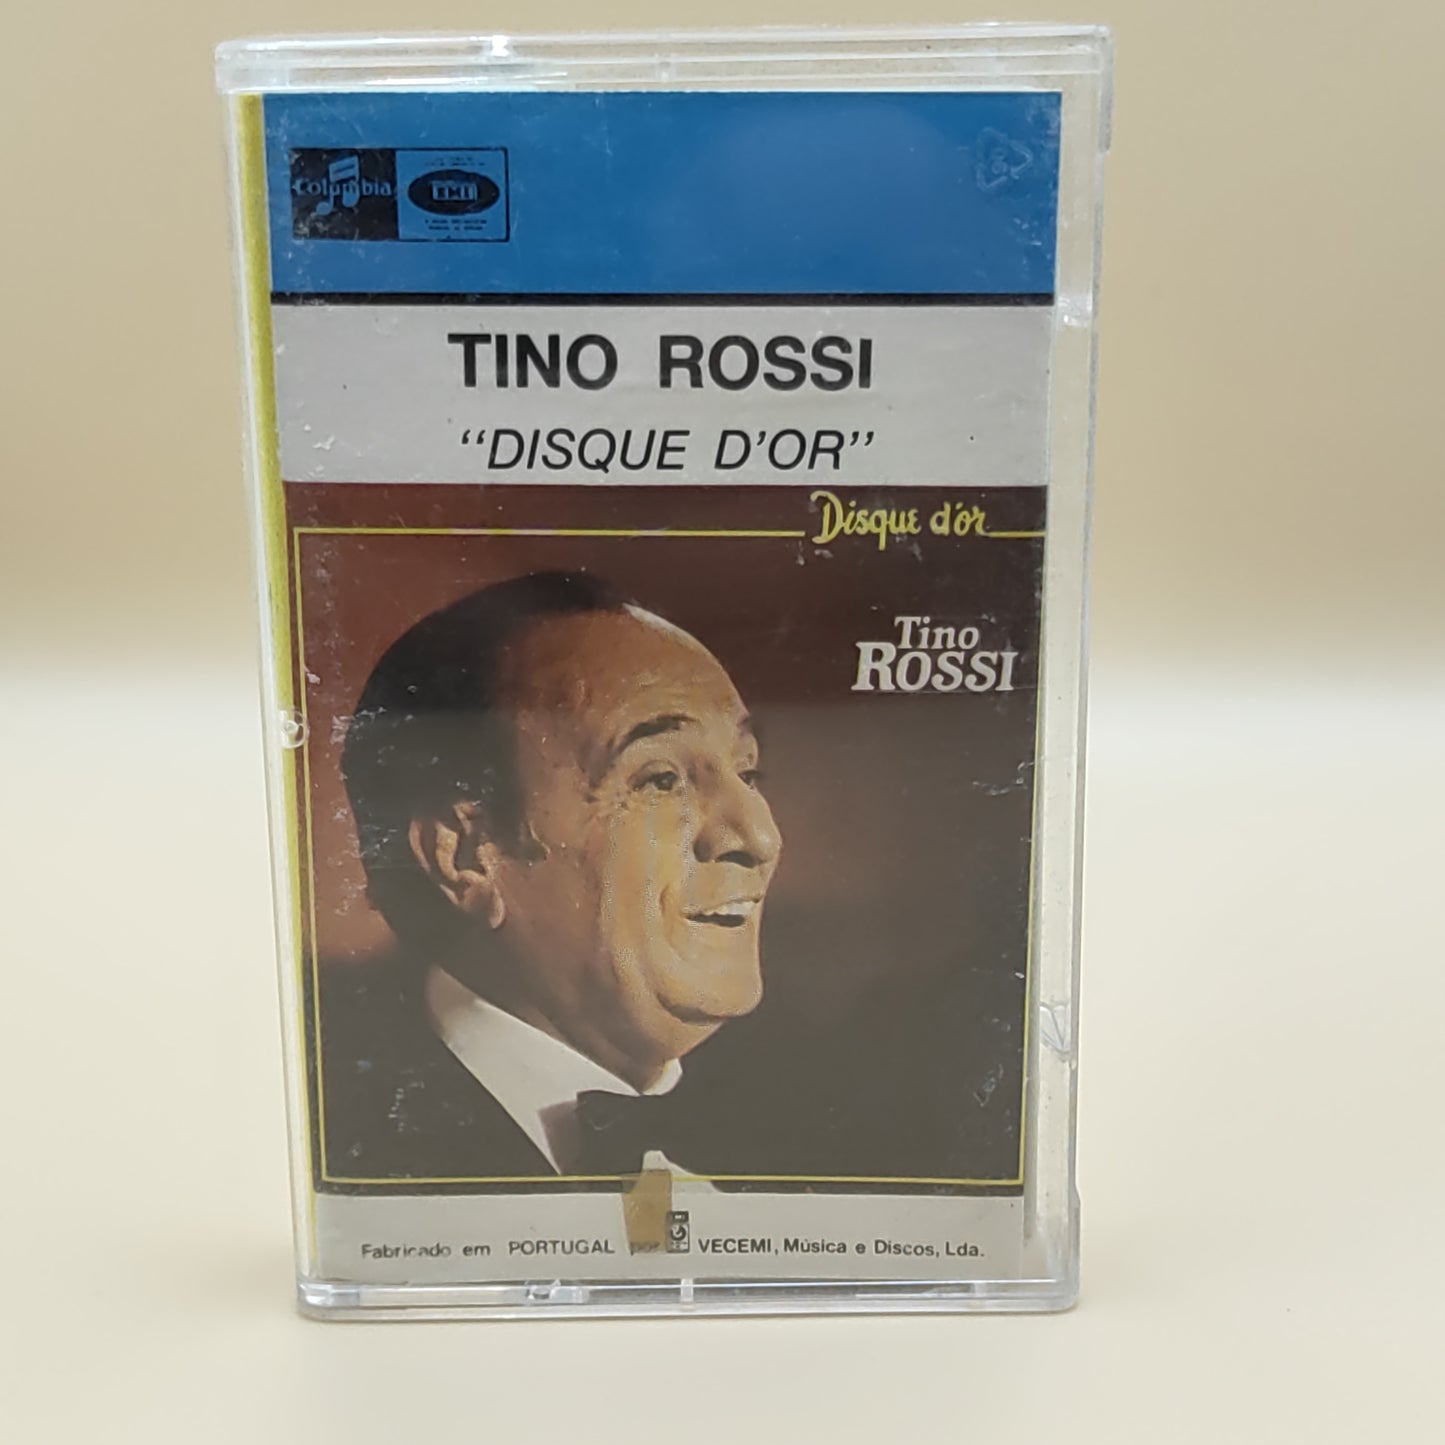 Columbia
EMI
TINO ROSSI
“DISQUE D’OR”
Disque d'or
Tino
ROSSI
Fabricado em PORTUGAL por VECEMI, Música e Discos, Lda.